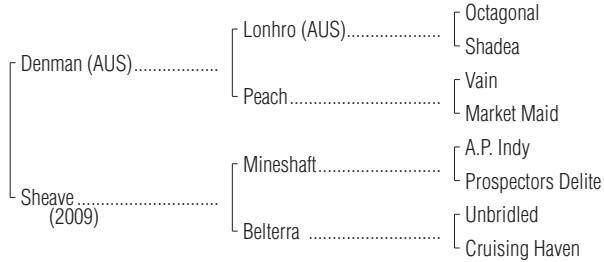 Octagonal
Lonhro (AUS)....................
Shadea
Denman (AUS)..................
Vain
Peach................................
Market Maid
A.P. Indy
Mineshaft..........................
Prospectors Delite
Sheave..............................
(2009)
Unbridled
Belterra ............................
Cruising Haven